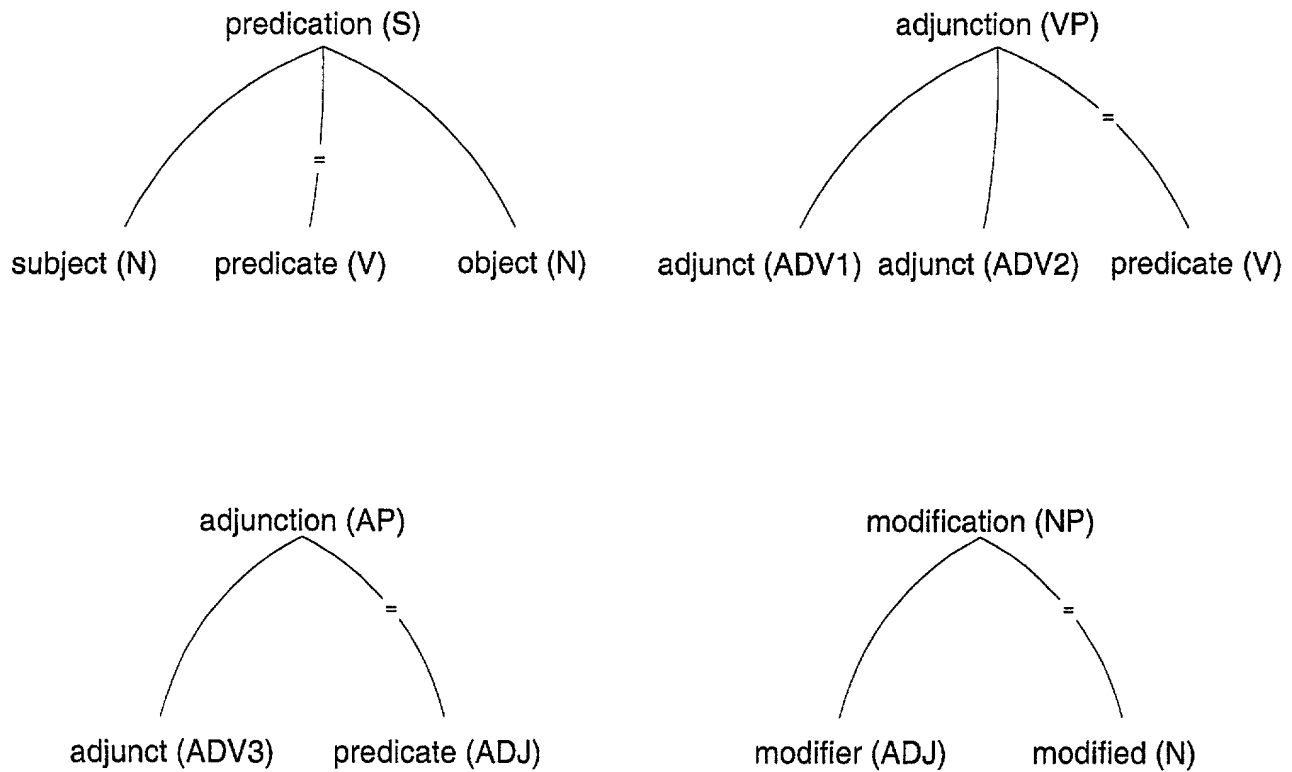 predication (S)
adjunction (VP)
=
=
subject (N) predicate (V) object (N)
adjunct (ADV1) adjunct (ADV2) predicate (V)
adjunction (AP)
modification (NP)
=
=
adjunct (ADV3) predicate (ADJ)
modifier (ADJ) modified (N)